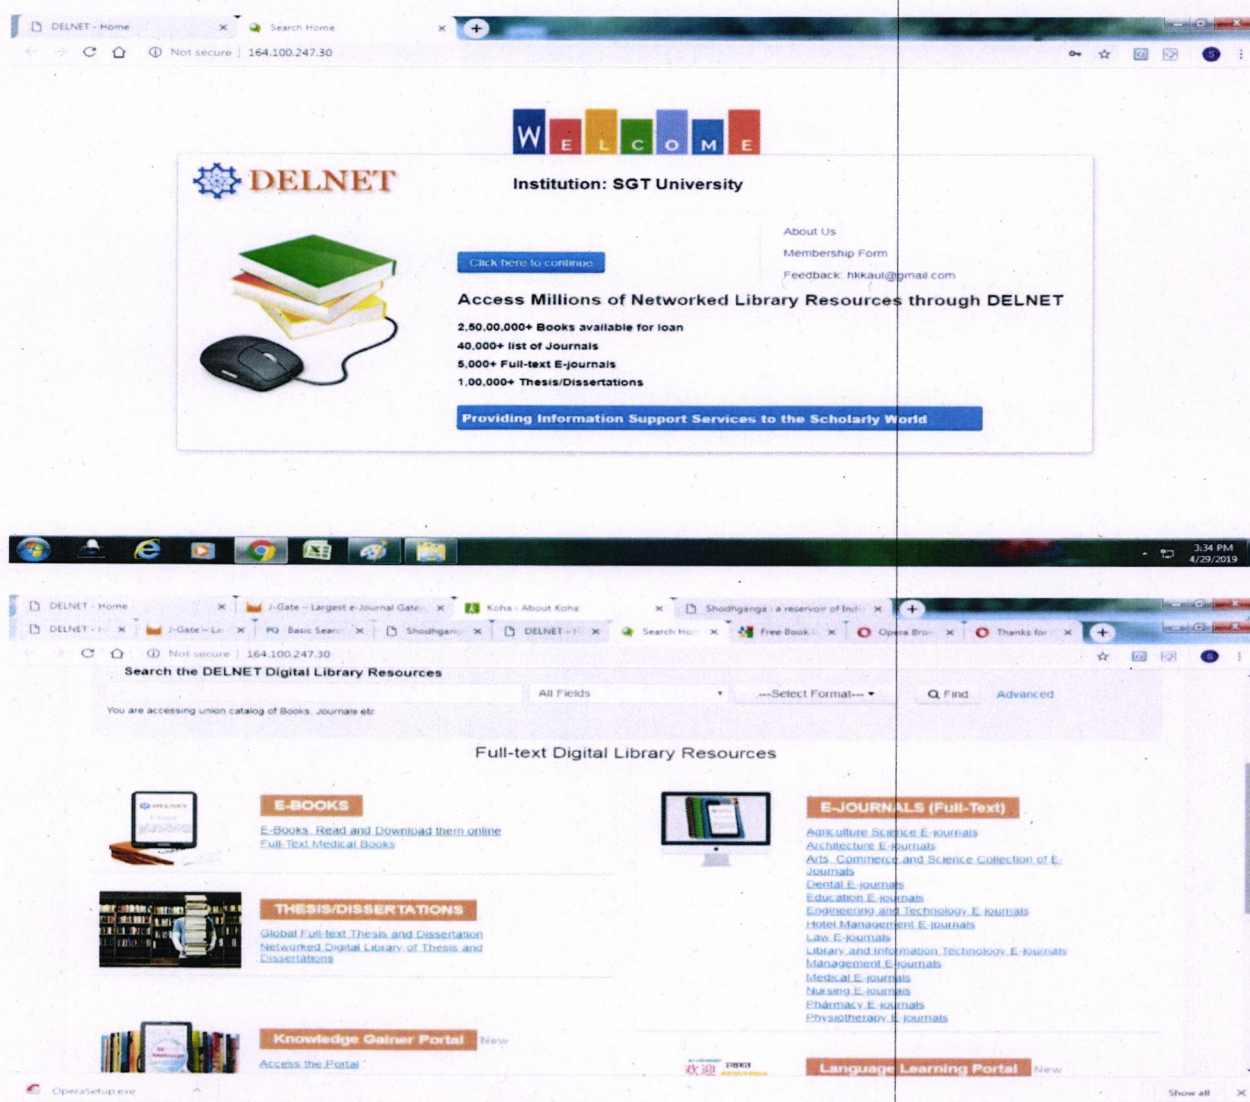 DELNET - Home
Search Home
Not secure | 164.100.247.30
WELCOME
DELNET
Institution: SGT University
About Us
Click here to continue
Membership Form
Feedback: hkkaul@gmail.com
Access Millions of Networked Library Resources through DELNET
2,50,00,000+ Books available for loan
40,000+ list of Journals
5,000+ Full-text E-journals
1,00,000+ Thesis/Dissertations
Providing Information Support Services to the Scholarly World
3:34 PM
4/29/2019
DELNET - Home
J-Gate – Largest e-Journal Gate
Koha - About Koha
Shodhganga : a reservoir of Indi
DELNET - H
J-Gate – La
PQ Basic Sear
Shodhgan
DELNET - H
Search Ho
Free Book
Opera Bro
Thanks for
Not secure | 164.100.247.30
Search the DELNET Digital Library Resources
All Fields
---Select Format---
Find
Advanced
You are accessing union catalog of Books, Journals etc
Full-text Digital Library Resources
E-BOOKS
E-Books: Read and Download them online
Full-Text Medical Books
THESIS/DISSERTATIONS
Global Full-text Thesis and Dissertation
Networked Digital Library of Thesis and
Dissertations
Knowledge Gainer Portal New
Access the Portal
E-JOURNALS (Full-Text)
Agriculture Science E-journals
Architecture E-journals
Arts, Commerce and Science Collection of E-
Journals
Dental E-journals
Education E-journals
Engineering and Technology E-journals
Hotel Management E-journals
Law E-journals
Library and Information Technology E-journals
Management E-journals
Medical E-journals
Nursing E-journals
Pharmacy E-journals
Physiotherapy E-journals
欢迎
Language Learning Portal New
OperaSetup.exe
Show all